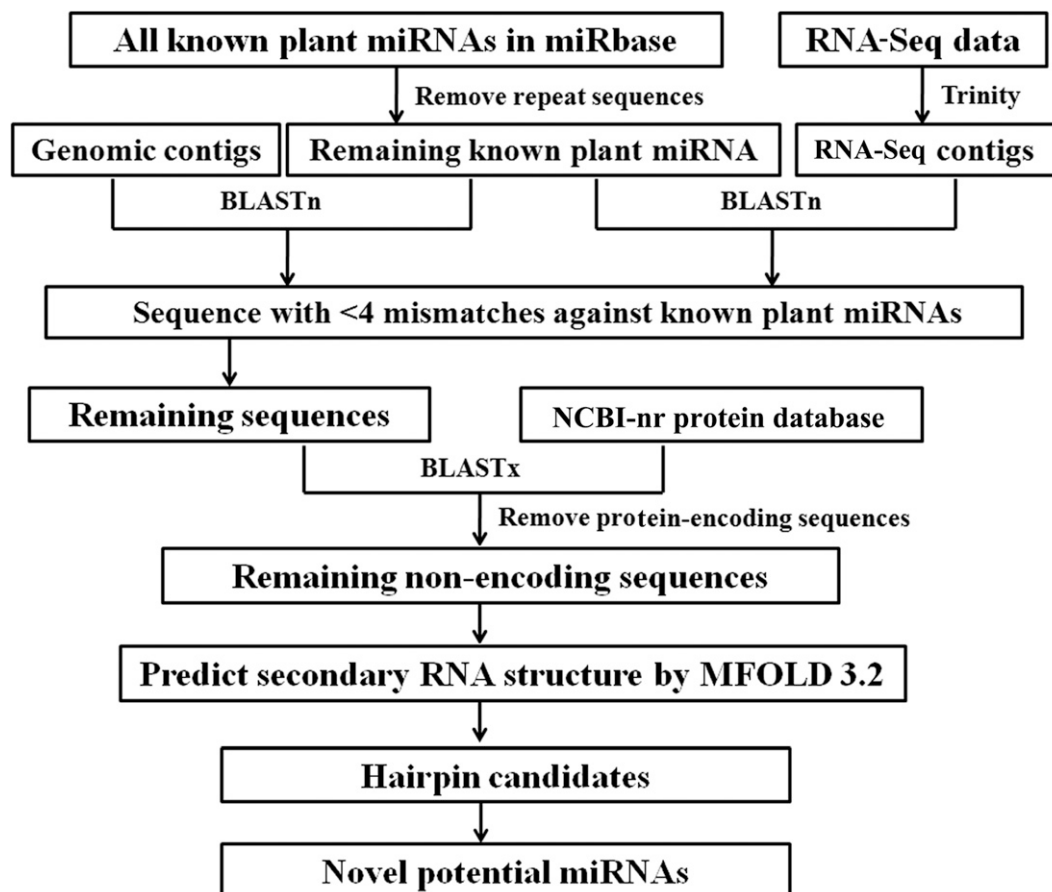 All known plant miRNAs in miRbase
RNA-Seq data
Remove repeat sequences
Trinity
Genomic contigs
Remaining known plant miRNA
RNA-Seq contigs
BLASTn
BLASTn
Sequence with <4 mismatches against known plant miRNAs
Remaining sequences
NCBI-nr protein database
BLASTx
Remove protein-encoding sequences
Remaining non-encoding sequences
Predict secondary RNA structure by MFOLD 3.2
Hairpin candidates
Novel potential miRNAs